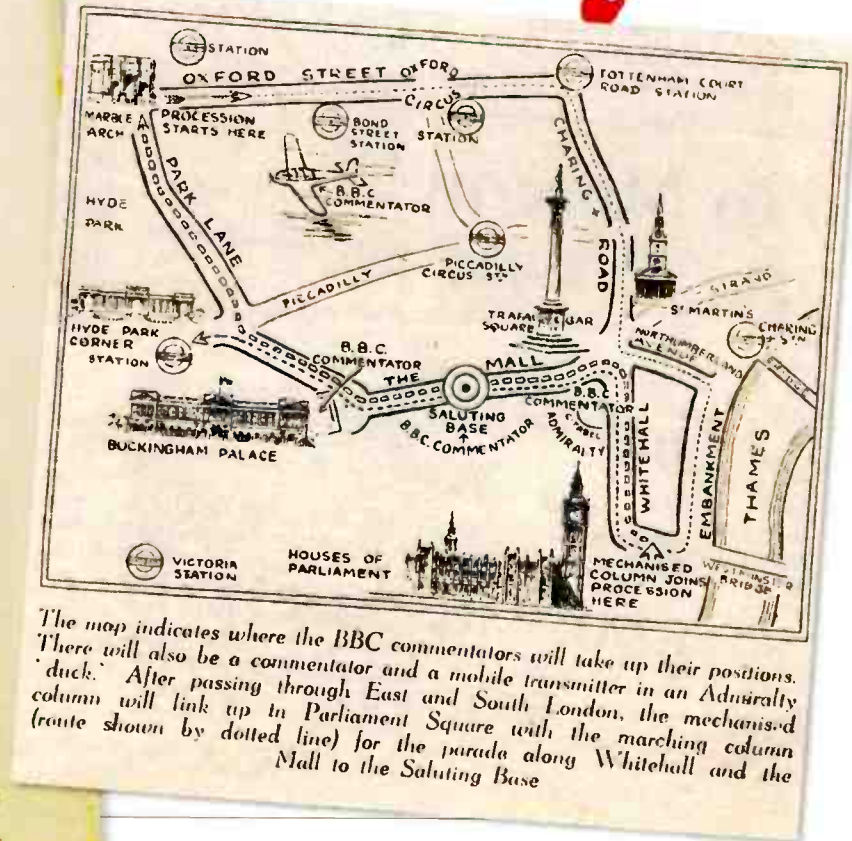 STATION
OXFORD STREET OXFORD
CIRCUS
STATION
TOTTENHAM COURT
ROAD STATION
MARBLE
ARCH
PROCESSION
STARTS HERE
BOND
STREET
STATION
CHARING X
ROAD
B.B.C
COMMENTATOR
HYDE
PARK
PARK LANE
PICCADILLY
PICCADILLY
CIRCUS STN
TRAFALGAR
SQUARE
ST MARTIN'S
STRAND
NORTHUMBERLAND
AVENUE
CHARING
X STN
BRIDGE
HYDE PARK
CORNER
STATION
B.B.C.
COMMENTATOR
THE MALL
SALUTING
BASE
B.B.C. COMMENTATOR
B.B.C
COMMENTATOR
CITADEL
ADMIRALTY
WHITEHALL
EMBANKMENT
THAMES
BUCKINGHAM PALACE
VICTORIA
STATION
HOUSES OF
PARLIAMENT
MECHANISED
COLUMN JOINS
PROCESSION
HERE
WESTMINSTER
BRIDGE
The map indicates where the BBC commentators will take up their positions.
There will also be a commentator and a mobile transmitter in an Admiralty
'duck.' After passing through East and South London, the mechanised
column will link up in Parliament Square with the marching column
(route shown by dotted line) for the parade along Whitehall and the
Mall to the Saluting Base